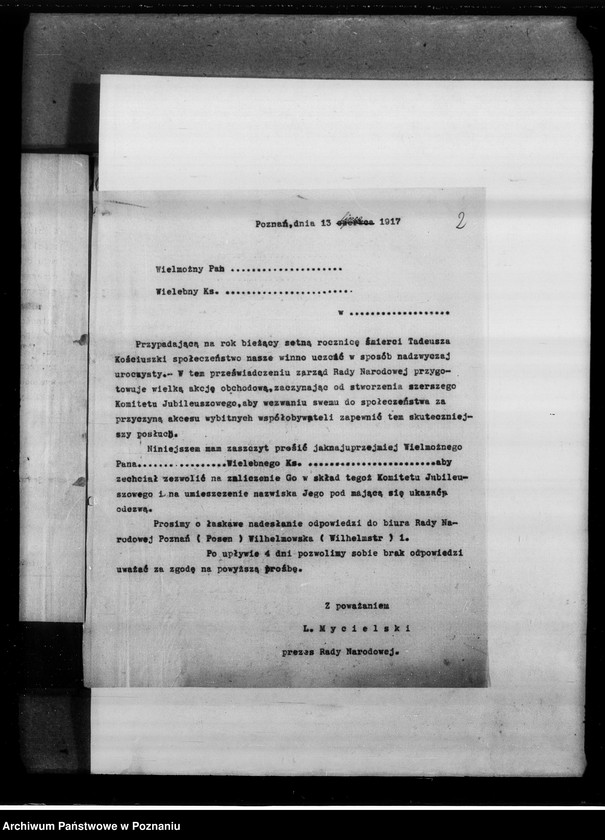 Poznań,dnia 13 lipca czerwca 1917
2
Wielmożny Pan .....................
Wielebny Ks. ........................
w ...................
Przypadającą na rok bieżący setną rocznicę śmierci Tadeusza
Kościuszki społeczeństwo nasze winno uczcić w sposób nadzwyczaj
uroczysty.- W tem przeświadczeniu zarząd Rady Narodowej przygo-
towuje wielką akcję obchodową,zaczynając od stworzenia szerszego
Komitetu Jubileuszowego,aby wezwaniu swemu do społeczeństwa za
przyczyną akcesu wybitnych współobywateli zapewnić tem skuteczniej-
szy posłuch.
Niniejszem mam zaszczyt prosić jaknajuprzejmiej Wielmożnego
Pana.................Wielebnego Ks. ........................aby
zechciał zezwolić na zaliczenie Go w skład tegoż Komitetu Jubileu-
szowego i na umieszczenie nazwiska Jego pod mającą się ukazać
odezwą.
Prosimy o łaskawe nadesłanie odpowiedzi do biura Rady Na-
rodowej Poznań ( Posen ) Wilhelmowska ( Wilhelmstr ) 1.
Po upływie 4 dni pozwolimy sobie brak odpowiedzi
uważać za zgodę na powyższą prośbę.
Z poważaniem
L. M y c i e l s k i
prezes Rady Narodowej.
Archiwum Państwowe w Poznaniu